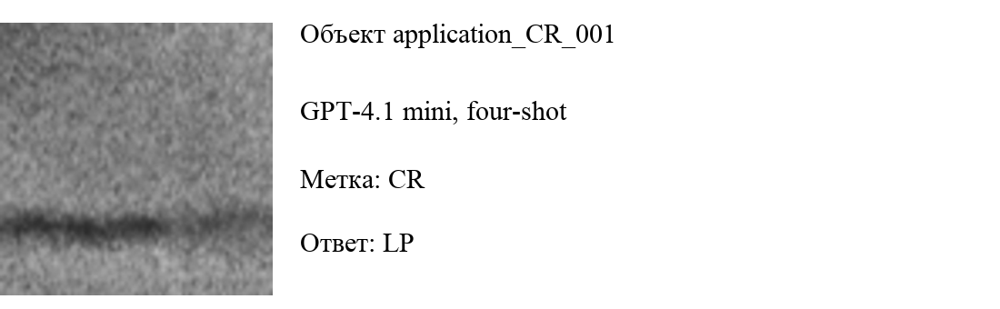 Объект application_CR_001
GPT-4.1 mini, four-shot
Метка: CR
Ответ: LP